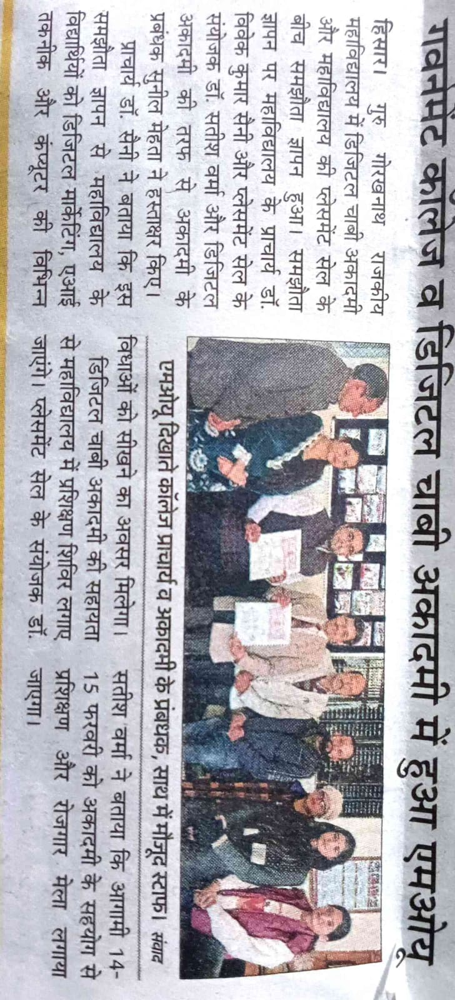 गवर्नमेंट कॉलेज व डिजिटल चाबी अकादमी में हुआ एमओयू
हिसार। गुरु गोरखनाथ राजकीय
महाविद्यालय में डिजिटल चाबी अकादमी
और महाविद्यालय की प्लेसमेंट सेल के
बीच समझौता ज्ञापन हुआ। समझौता
ज्ञापन पर महाविद्यालय के प्राचार्य डॉ.
विवेक कुमार सैनी और प्लेसमेंट सेल के
संयोजक डॉ. सतीश वर्मा और डिजिटल
अकादमी की तरफ से अकादमी के
प्रबंधक सुनील मेहता ने हस्ताक्षर किए।
प्राचार्य डॉ. सैनी ने बताया कि इस
समझौता ज्ञापन से महाविद्यालय के
विद्यार्थियों को डिजिटल मार्केटिंग, एआई
तकनीक और कंप्यूटर की विभिन्न
एमओयू दिखाते कॉलेज प्राचार्य व अकादमी के प्रंबधक, साथ में मौजूद स्टाफ। संवाद
विधाओं को सीखने का अवसर मिलेगा।
डिजिटल चाबी अकादमी की सहायता
से महाविद्यालय में प्रशिक्षण शिविर लगाए
जाएंगे। प्लेसमेंट सेल के संयोजक डॉ.
सतीश वर्मा ने बताया कि आगामी 14-
15 फरवरी को अकादमी के सहयोग से
प्रशिक्षण और रोजगार मेला लगाया
जाएगा।